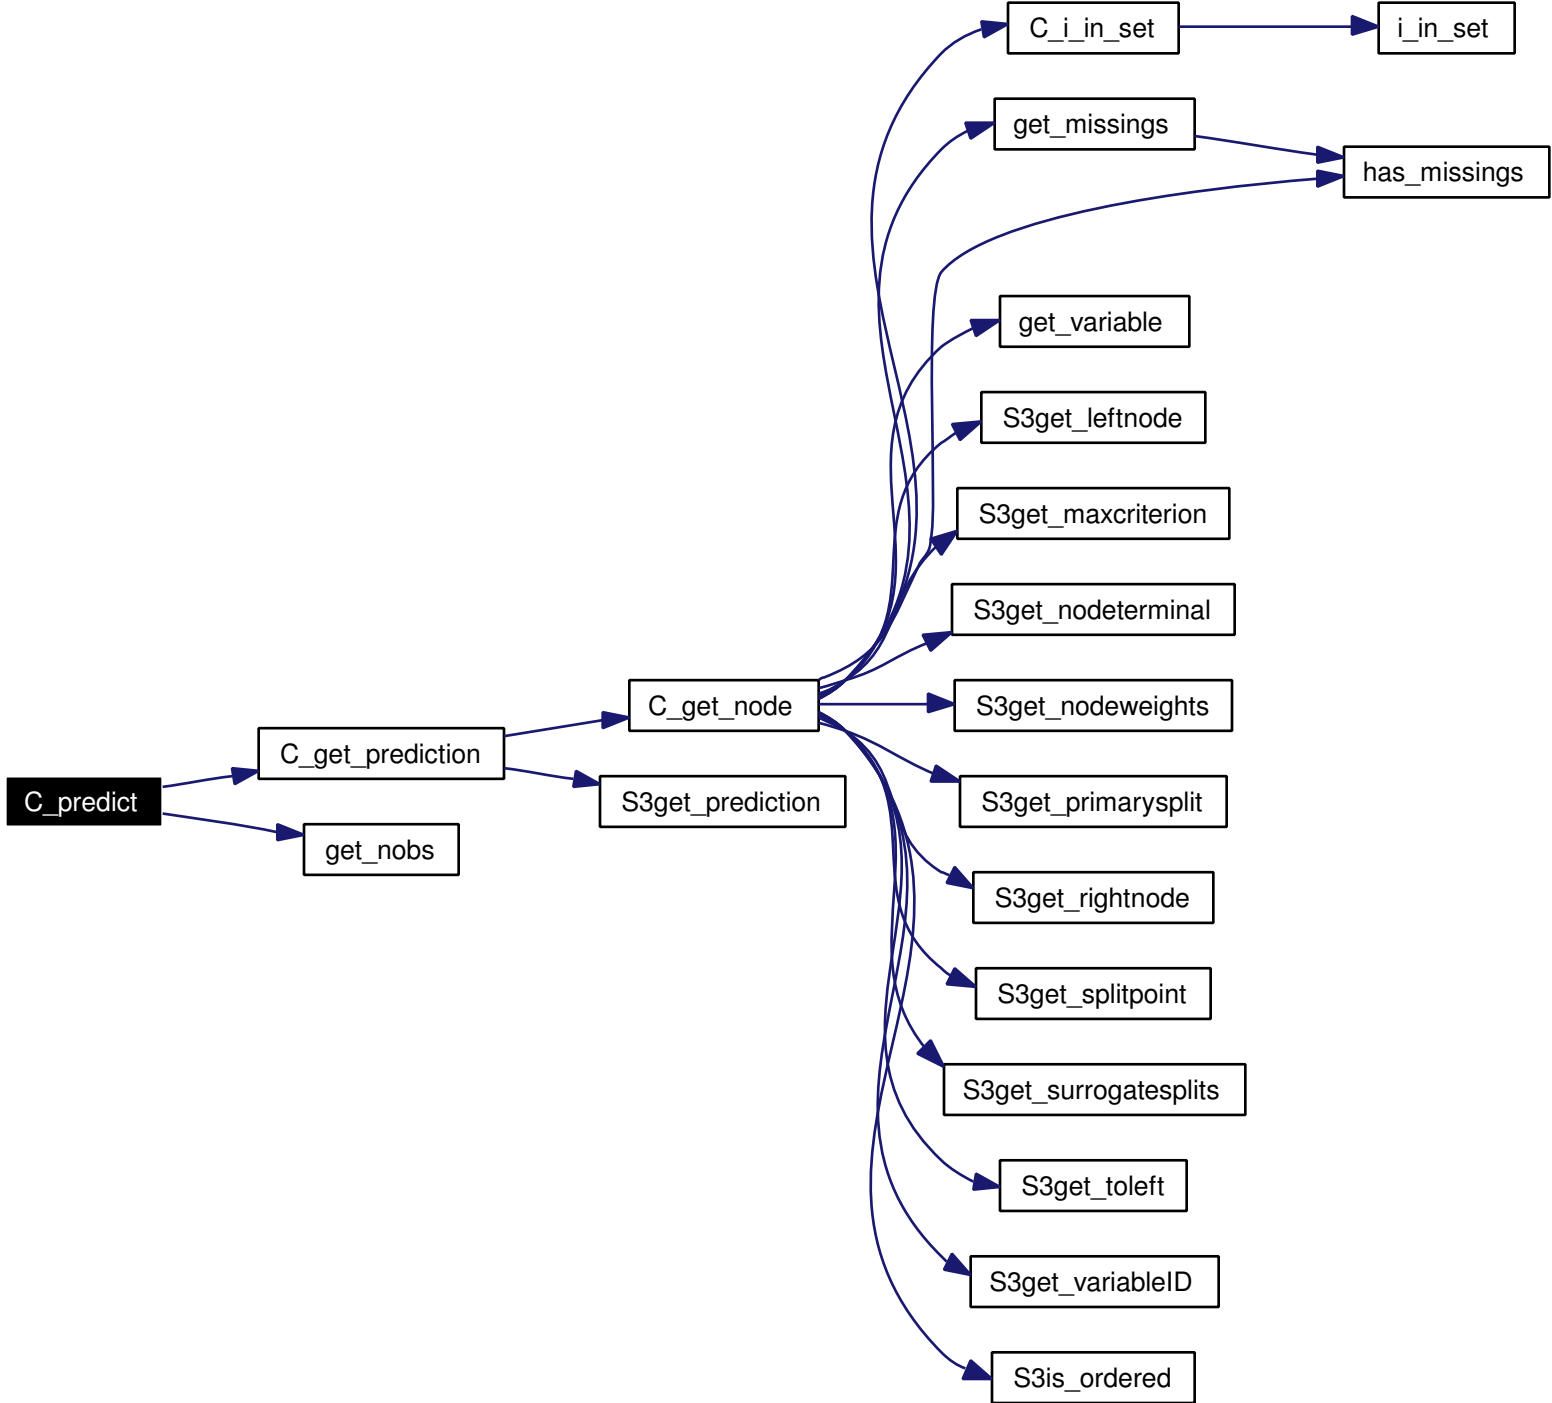 C_i_in_set
i_in_set
get_missings
has_missings
get_variable
S3get_leftnode
S3get_maxcriterion
S3get_nodeterminal
C_get_node
S3get_nodeweights
C_get_prediction
C_predict
S3get_prediction
S3get_primarysplit
get_nobs
S3get_rightnode
S3get_splitpoint
S3get_surrogatesplits
S3get_toleft
S3get_variableID
S3is_ordered